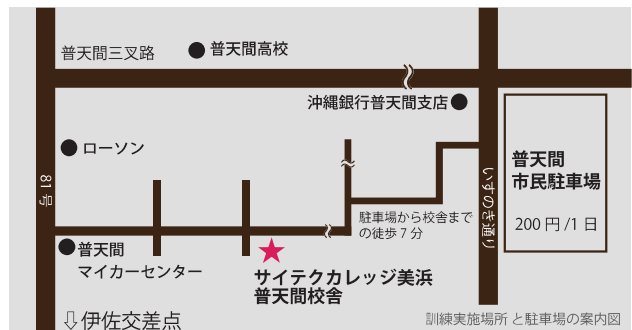 普天間三叉路
普天間高校
沖縄銀行普天間支店
ローソン
81号
いすのき通り
普天間
市民駐車場
200円/1日
駐車場から校舎まで
の徒歩7分
普天間
マイカーセンター
サイテクカレッジ美浜
普天間校舎
⇩伊佐交差点
訓練実施場所と駐車場の案内図